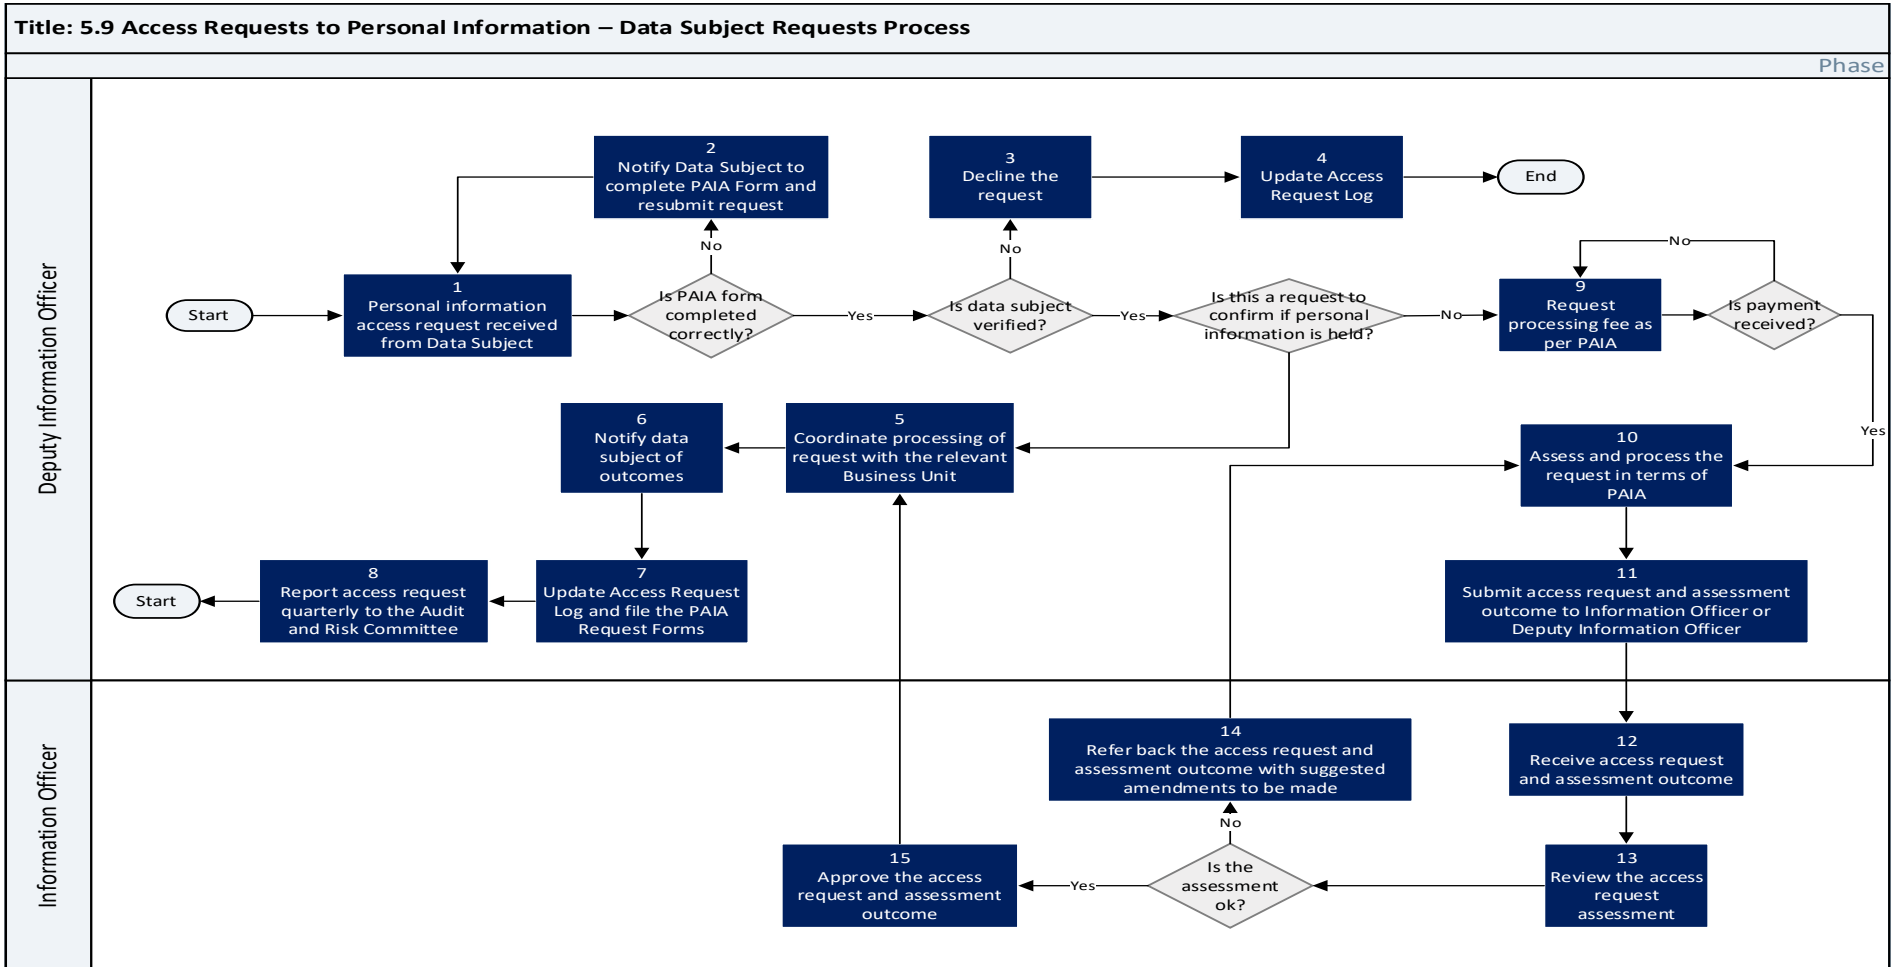 Title: 5.9 Access Requests to Personal Information – Data Subject Requests Process
Phase
Deputy Information Officer
2
Notify Data Subject to
complete PAIA Form and
resubmit request
3
Decline the
request
4
Update Access
Request Log
End
No
No
No
Start
1
Personal information
access request received
from Data Subject
Is PAIA form
completed
correctly?
Yes
Is data subject
verified?
Yes
Is this a request to
confirm if personal
information is held?
No
9
Request
processing fee as
per PAIA
Is payment
received?
Yes
6
Notify data
subject of
outcomes
5
Coordinate processing of
request with the relevant
Business Unit
10
Assess and process the
request in terms of
PAIA
Start
8
Report access request
quarterly to the Audit
and Risk Committee
7
Update Access Request
Log and file the PAIA
Request Forms
11
Submit access request and assessment
outcome to Information Officer or
Deputy Information Officer
Information Officer
14
Refer back the access request and
assessment outcome with suggested
amendments to be made
12
Receive access request
and assessment outcome
No
15
Approve the access
request and assessment
outcome
Yes
Is the
assessment
ok?
13
Review the access
request
assessment